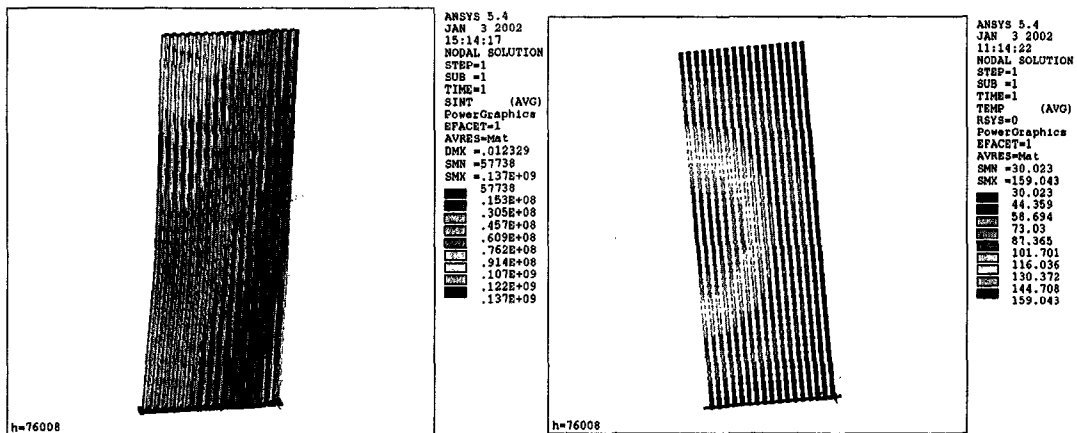 ANSYS 5.4
JAN 3 2002
15:14:17
NODAL SOLUTION
STEP=1
SUB =1
TIME=1
SINT (AVG)
PowerGraphics
EFACET=1
AVRES=Mat
DMX =.012329
SMN =57738
SMX =.137E+09
57738
.153E+08
.305E+08
.457E+08
.609E+08
.762E+08
.914E+08
.107E+09
.122E+09
.137E+09
h=76008
ANSYS 5.4
JAN 3 2002
11:14:22
NODAL SOLUTION
STEP=1
SUB =1
TIME=1
TEMP (AVG)
RSYS=0
PowerGraphics
EFACET=1
AVRES=Mat
SMN =30.023
SMX =159.043
30.023
44.359
58.694
73.03
87.365
101.701
116.036
130.372
144.708
159.043
h=76008